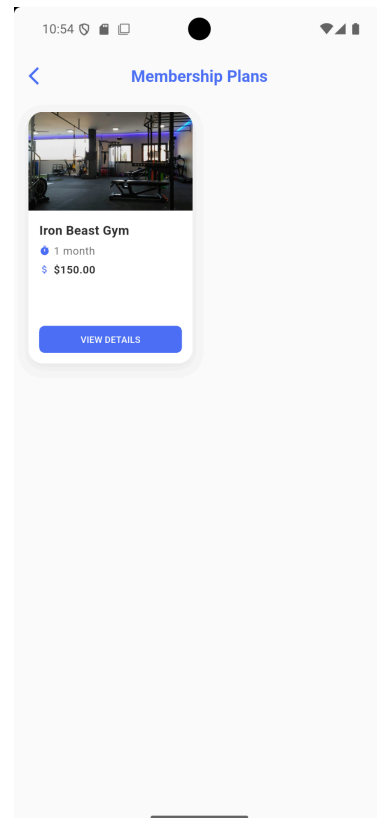 10:54
Membership Plans
Iron Beast Gym
1 month
$ $150.00
VIEW DETAILS